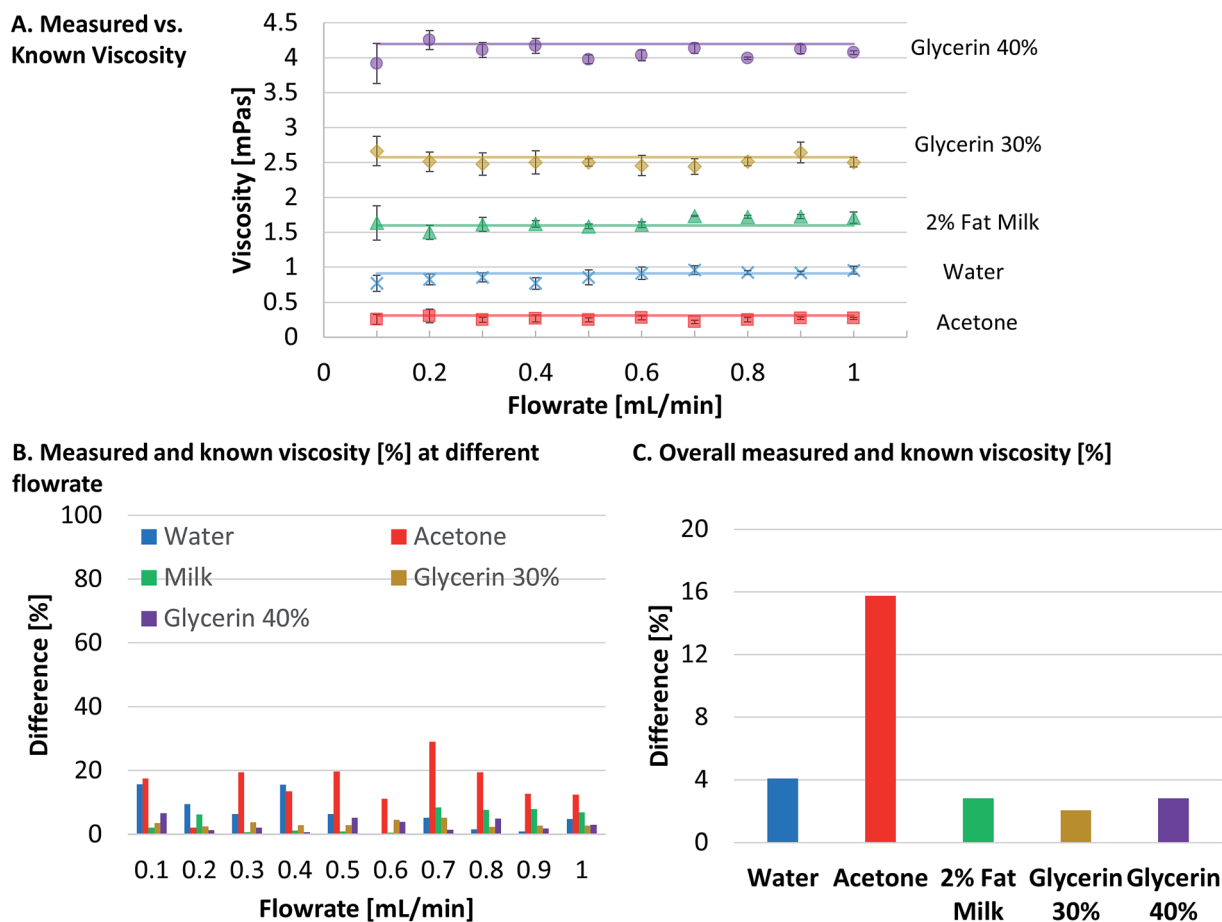 A. Measured vs.
Known Viscosity
Viscosity [mPas]
4.5
4
3.5
3
2.5
2
1.5
1
0.5
0
0 0.2 0.4 0.6 0.8 1
Flowrate [mL/min]
Glycerin 40%
Glycerin 30%
2% Fat Milk
Water
Acetone
B. Measured and known viscosity [%] at different
flowrate
Difference [%]
100
80
60
40
20
0
Water Acetone
Milk Glycerin 30%
Glycerin 40%
0.1 0.2 0.3 0.4 0.5 0.6 0.7 0.8 0.9 1
Flowrate [mL/min]
C. Overall measured and known viscosity [%]
Difference [%]
20
16
12
8
4
0
Water Acetone 2% Fat Glycerin Glycerin
Milk 30% 40%